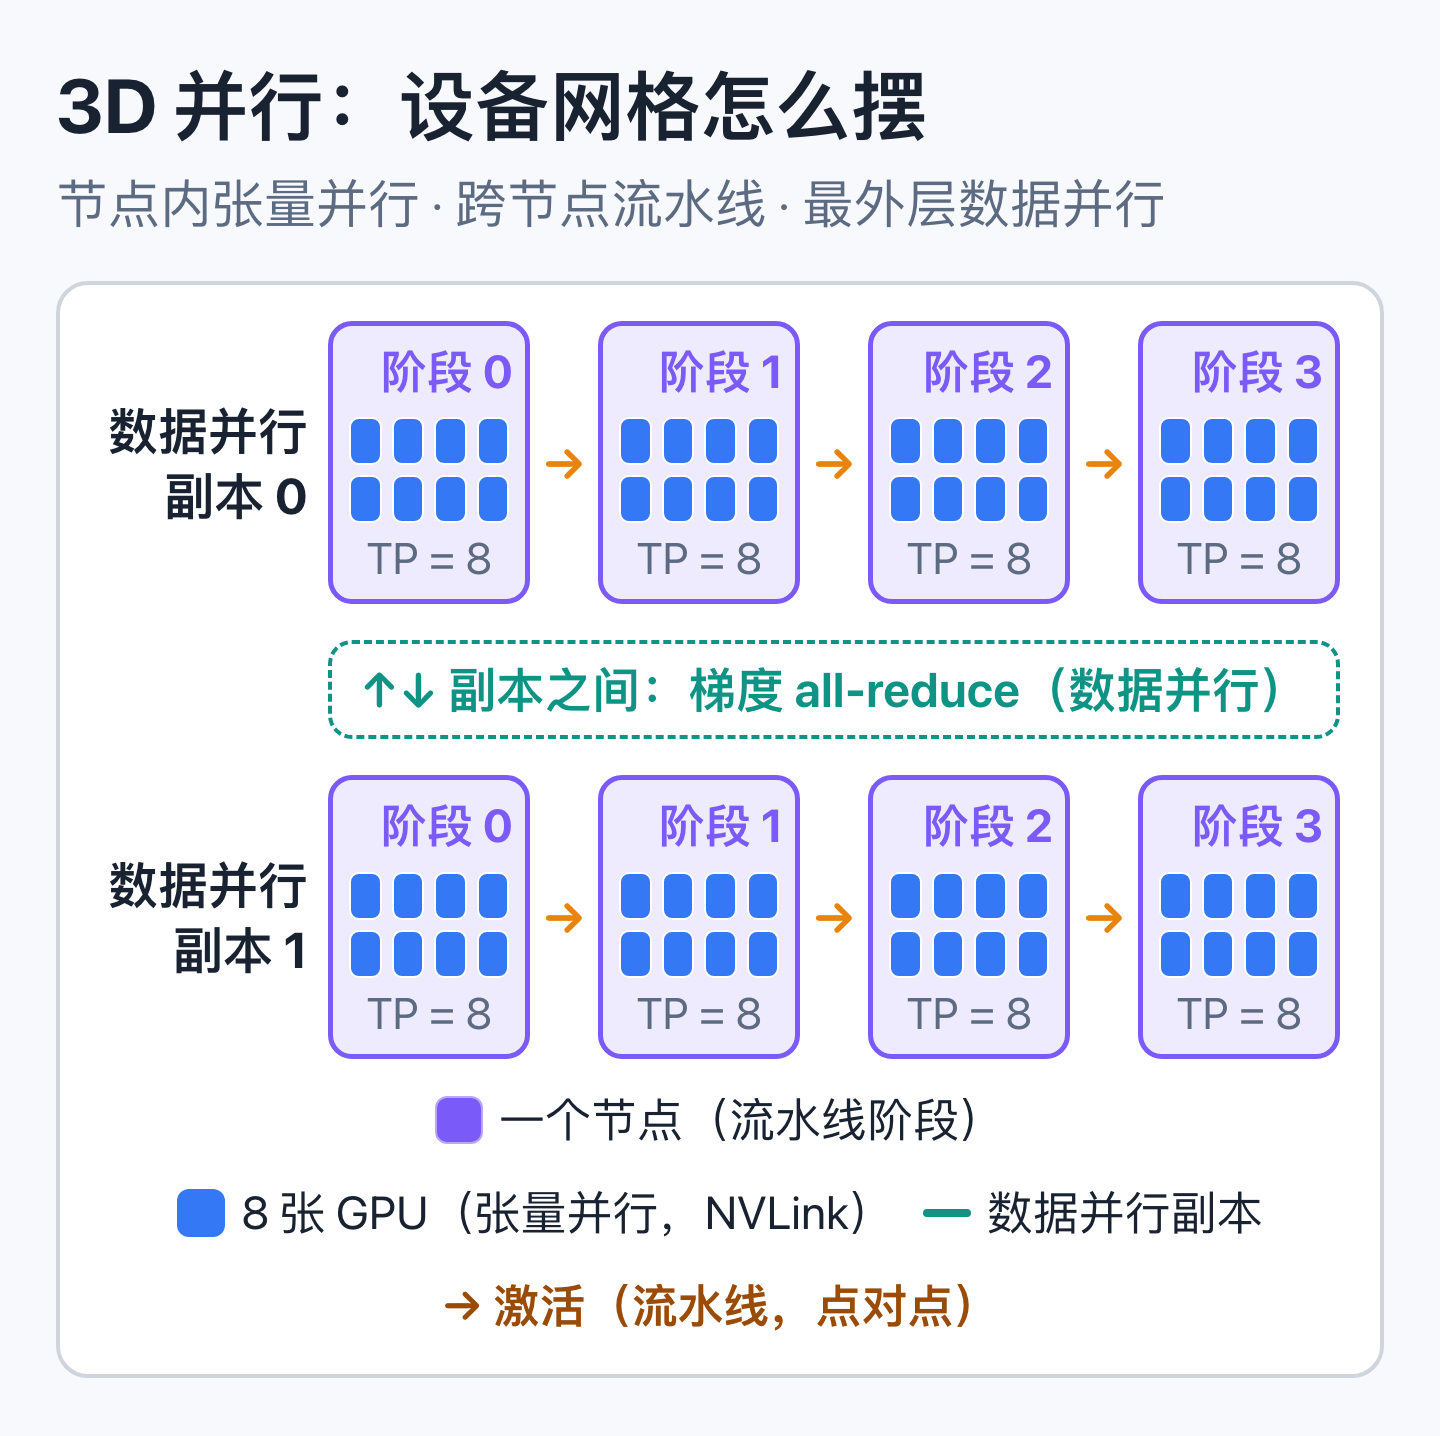 3D 并行：设备网格怎么摆
节点内张量并行 · 跨节点流水线 · 最外层数据并行
数据并行
副本 0
阶段 0
TP = 8
→
阶段 1
TP = 8
→
阶段 2
TP = 8
→
阶段 3
TP = 8
↑↓ 副本之间：梯度 all-reduce（数据并行）
数据并行
副本 1
阶段 0
TP = 8
→
阶段 1
TP = 8
→
阶段 2
TP = 8
→
阶段 3
TP = 8
一个节点（流水线阶段）
8 张 GPU（张量并行，NVLink）
数据并行副本
→ 激活（流水线，点对点）